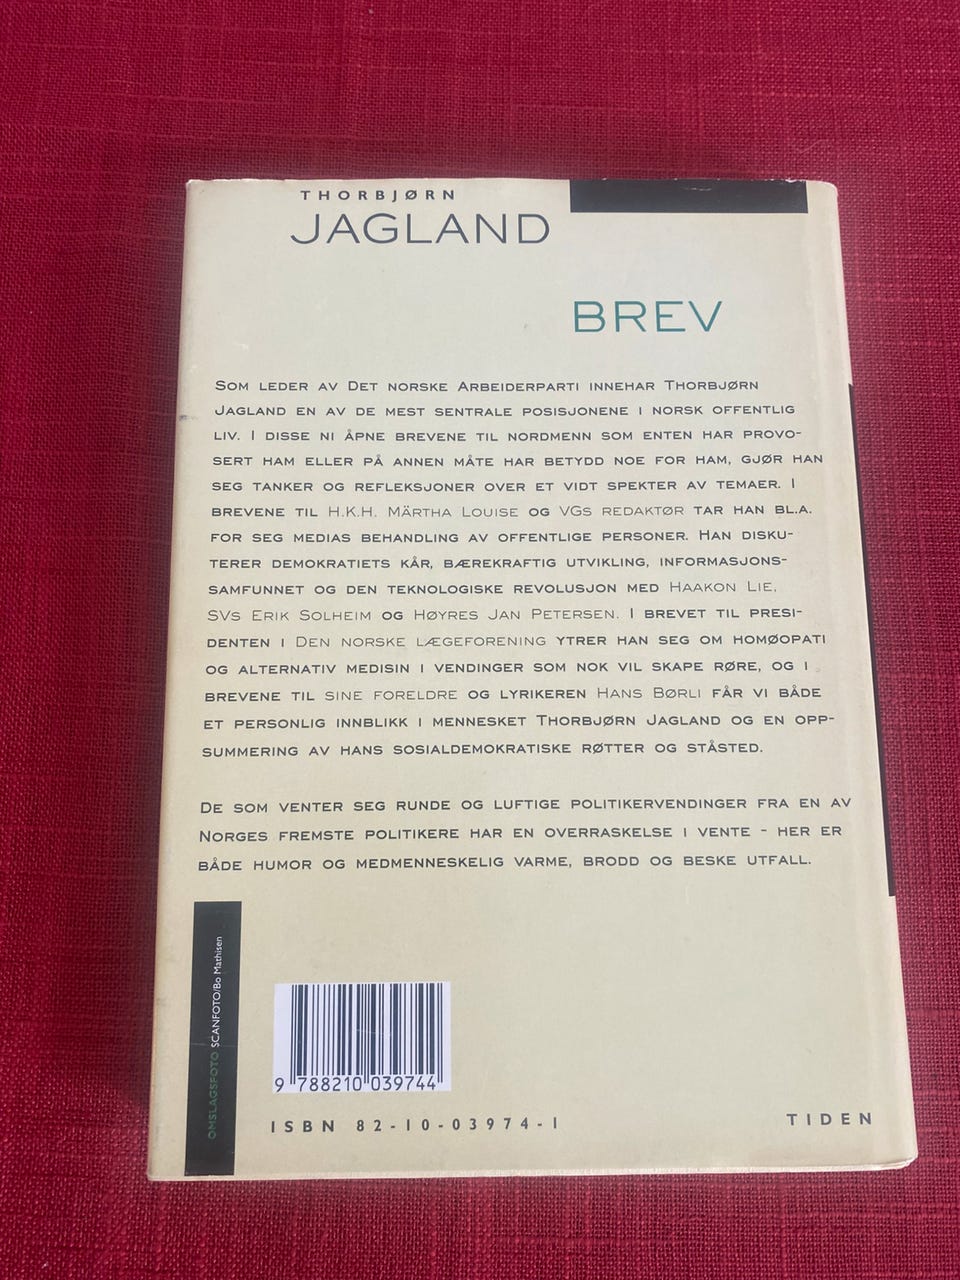 THORBJØRN
JAGLAND
BREV
SOM LEDER AV DET NORSKE ARBEIDERPARTI INNEHAR THORBJØRN
JAGLAND EN AV DE MEST SENTRALE POSISJONENE I NORSK OFFENTLIG
LIV. I DISSE NI ÅPNE BREVENE TIL NORDMENN SOM ENTEN HAR PROVO-
SERT HAM ELLER PÅ ANNEN MÅTE HAR BETYDD NOE FOR HAM, GJØR HAN
SEG TANKER OG REFLEKSJONER OVER ET VIDT SPEKTER AV TEMAER. I
BREVENE TIL H.K.H. MÄRTHA LOUISE OG VGS REDAKTØR TAR HAN BL.A.
FOR SEG MEDIAS BEHANDLING AV OFFENTLIGE PERSONER. HAN DISKU-
TERER DEMOKRATIETS KÅR, BÆREKRAFTIG UTVIKLING, INFORMASJONS-
SAMFUNNET OG DEN TEKNOLOGISKE REVOLUSJON MED HAAKON LIE,
SVS ERIK SOLHEIM OG HØYRES JAN PETERSEN. I BREVET TIL PRESI-
DENTEN I DEN NORSKE LÆGEFORENING YTRER HAN SEG OM HOMØOPATI
OG ALTERNATIV MEDISIN I VENDINGER SOM NOK VIL SKAPE RØRE, OG I
BREVENE TIL SINE FORELDRE OG LYRIKEREN HANS BØRLI FÅR VI BÅDE
ET PERSONLIG INNBLIKK I MENNESKET THORBJØRN JAGLAND OG EN OPP-
SUMMERING AV HANS SOSIALDEMOKRATISKE RØTTER OG STÅSTED.
DE SOM VENTER SEG RUNDE OG LUFTIGE POLITIKERVENDINGER FRA EN AV
NORGES FREMSTE POLITIKERE HAR EN OVERRASKELSE I VENTE - HER ER
BÅDE HUMOR OG MEDMENNESKELIG VARME, BRODD OG BESKE UTFALL.
OMSLAGSFOTO SCANFOTO/Bo Mathisen
9 788210 039744
ISBN 82-10-03974-1
TIDEN